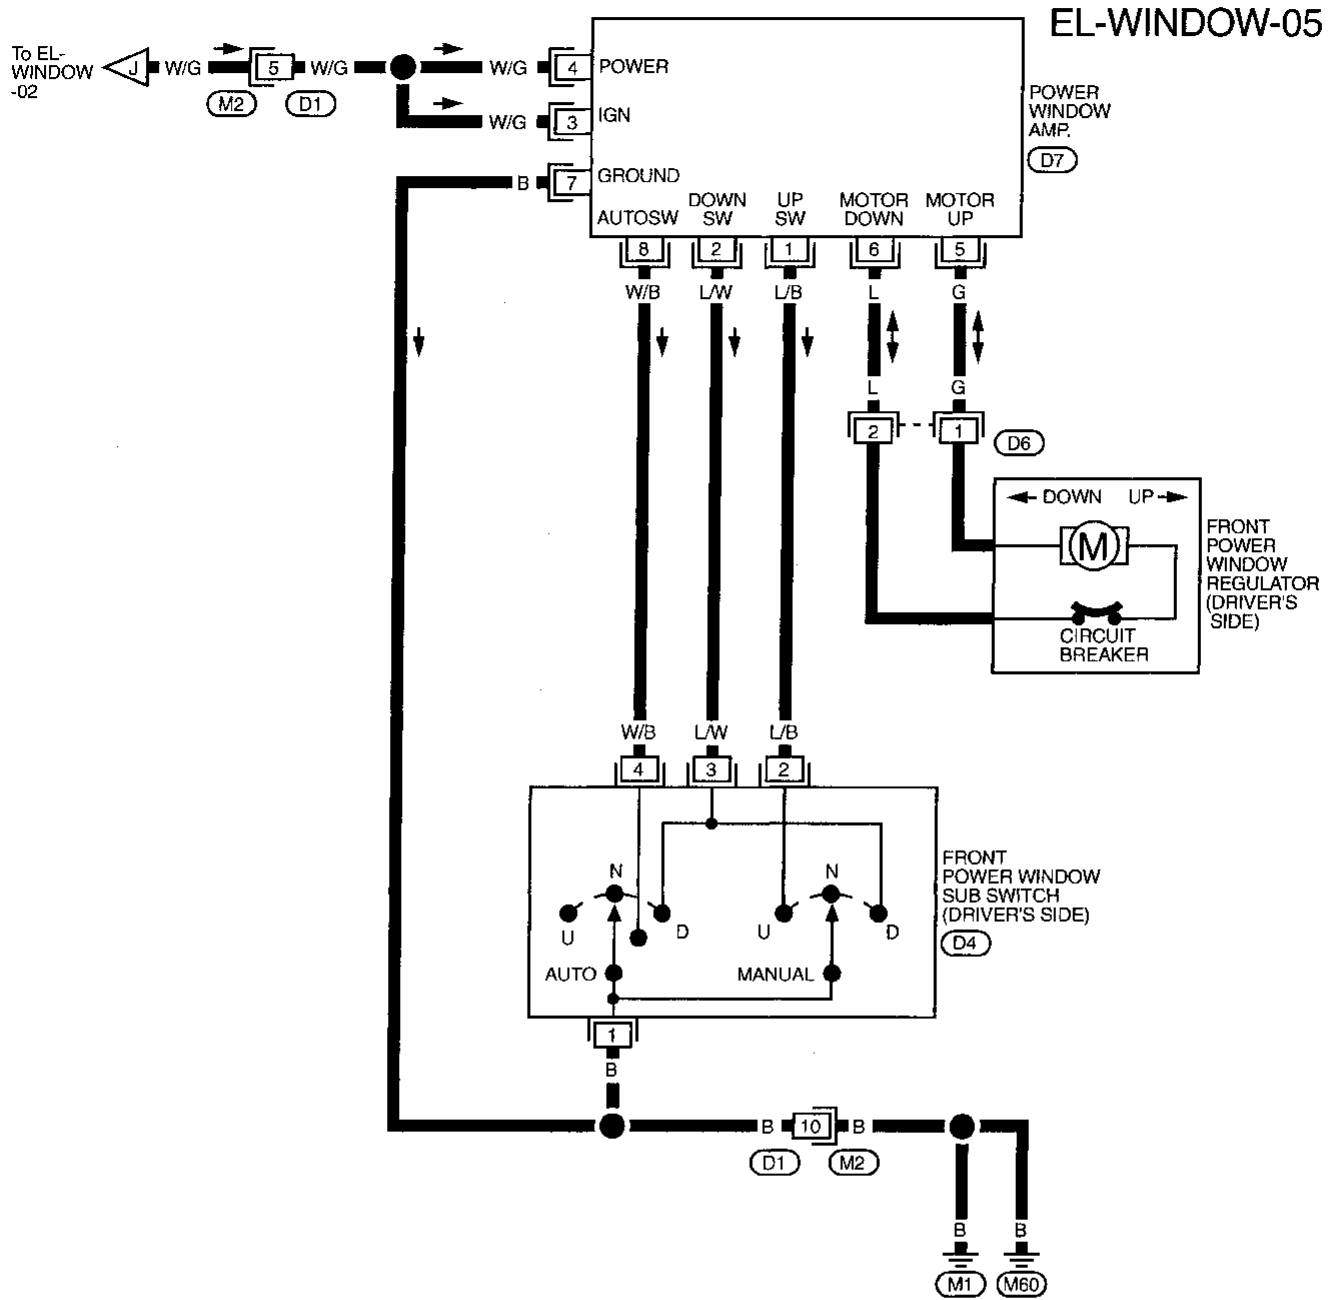 EL-WINDOW-05
To EL-
WINDOW
-02
J
W/G
5
W/G
W/G
4
POWER
M2
D1
W/G
3
IGN
B
7
GROUND
POWER
WINDOW
AMP.
D7
AUTOSW
DOWN
SW
UP
SW
MOTOR
DOWN
MOTOR
UP
8
2
1
6
5
W/B
L/W
L/B
L
G
L
G
2
1
D6
DOWN
UP
M
CIRCUIT
BREAKER
FRONT
POWER
WINDOW
REGULATOR
(DRIVER'S
SIDE)
W/B
L/W
L/B
4
3
2
N
U
D
AUTO
N
U
D
MANUAL
FRONT
POWER WINDOW
SUB SWITCH
(DRIVER'S SIDE)
D4
1
B
B
10
B
D1
M2
B
B
M1
M60